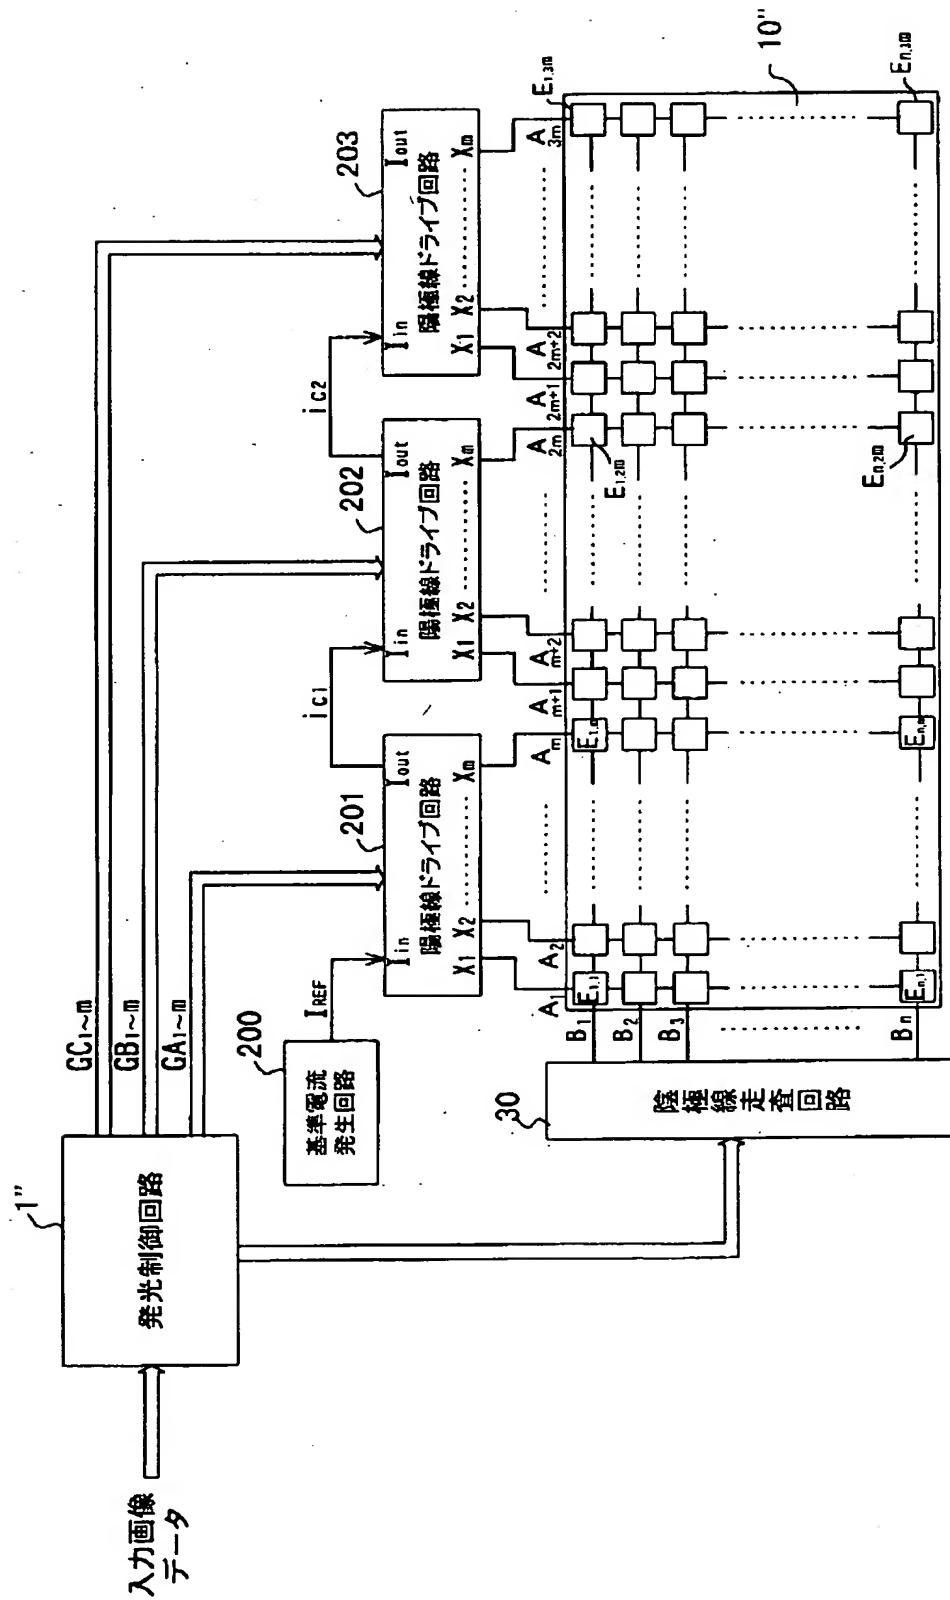 入力画像
データ
1"
発光制御回路
GC1~m
GB1~m
GA1~m
200
基準電流
発生回路
IREF
201
陽極線ドライブ回路
Iin
Iout
X1 X2 ......... Xm
ic1
202
陽極線ドライブ回路
Iin
Iout
X1 X2 ......... Xm
ic2
203
陽極線ドライブ回路
Iin
Iout
X1 X2 ......... Xm
30
陰極線走査回路
A1 A2 ......... Am Am+1 Am+2 ......... A2m A2m+1 A2m+2 ......... A3m
B1
B2
B3
Bn
E1,1
E1,m
E1,2m
E1,3m
En,1
En,m
En,2m
En,3m
10"